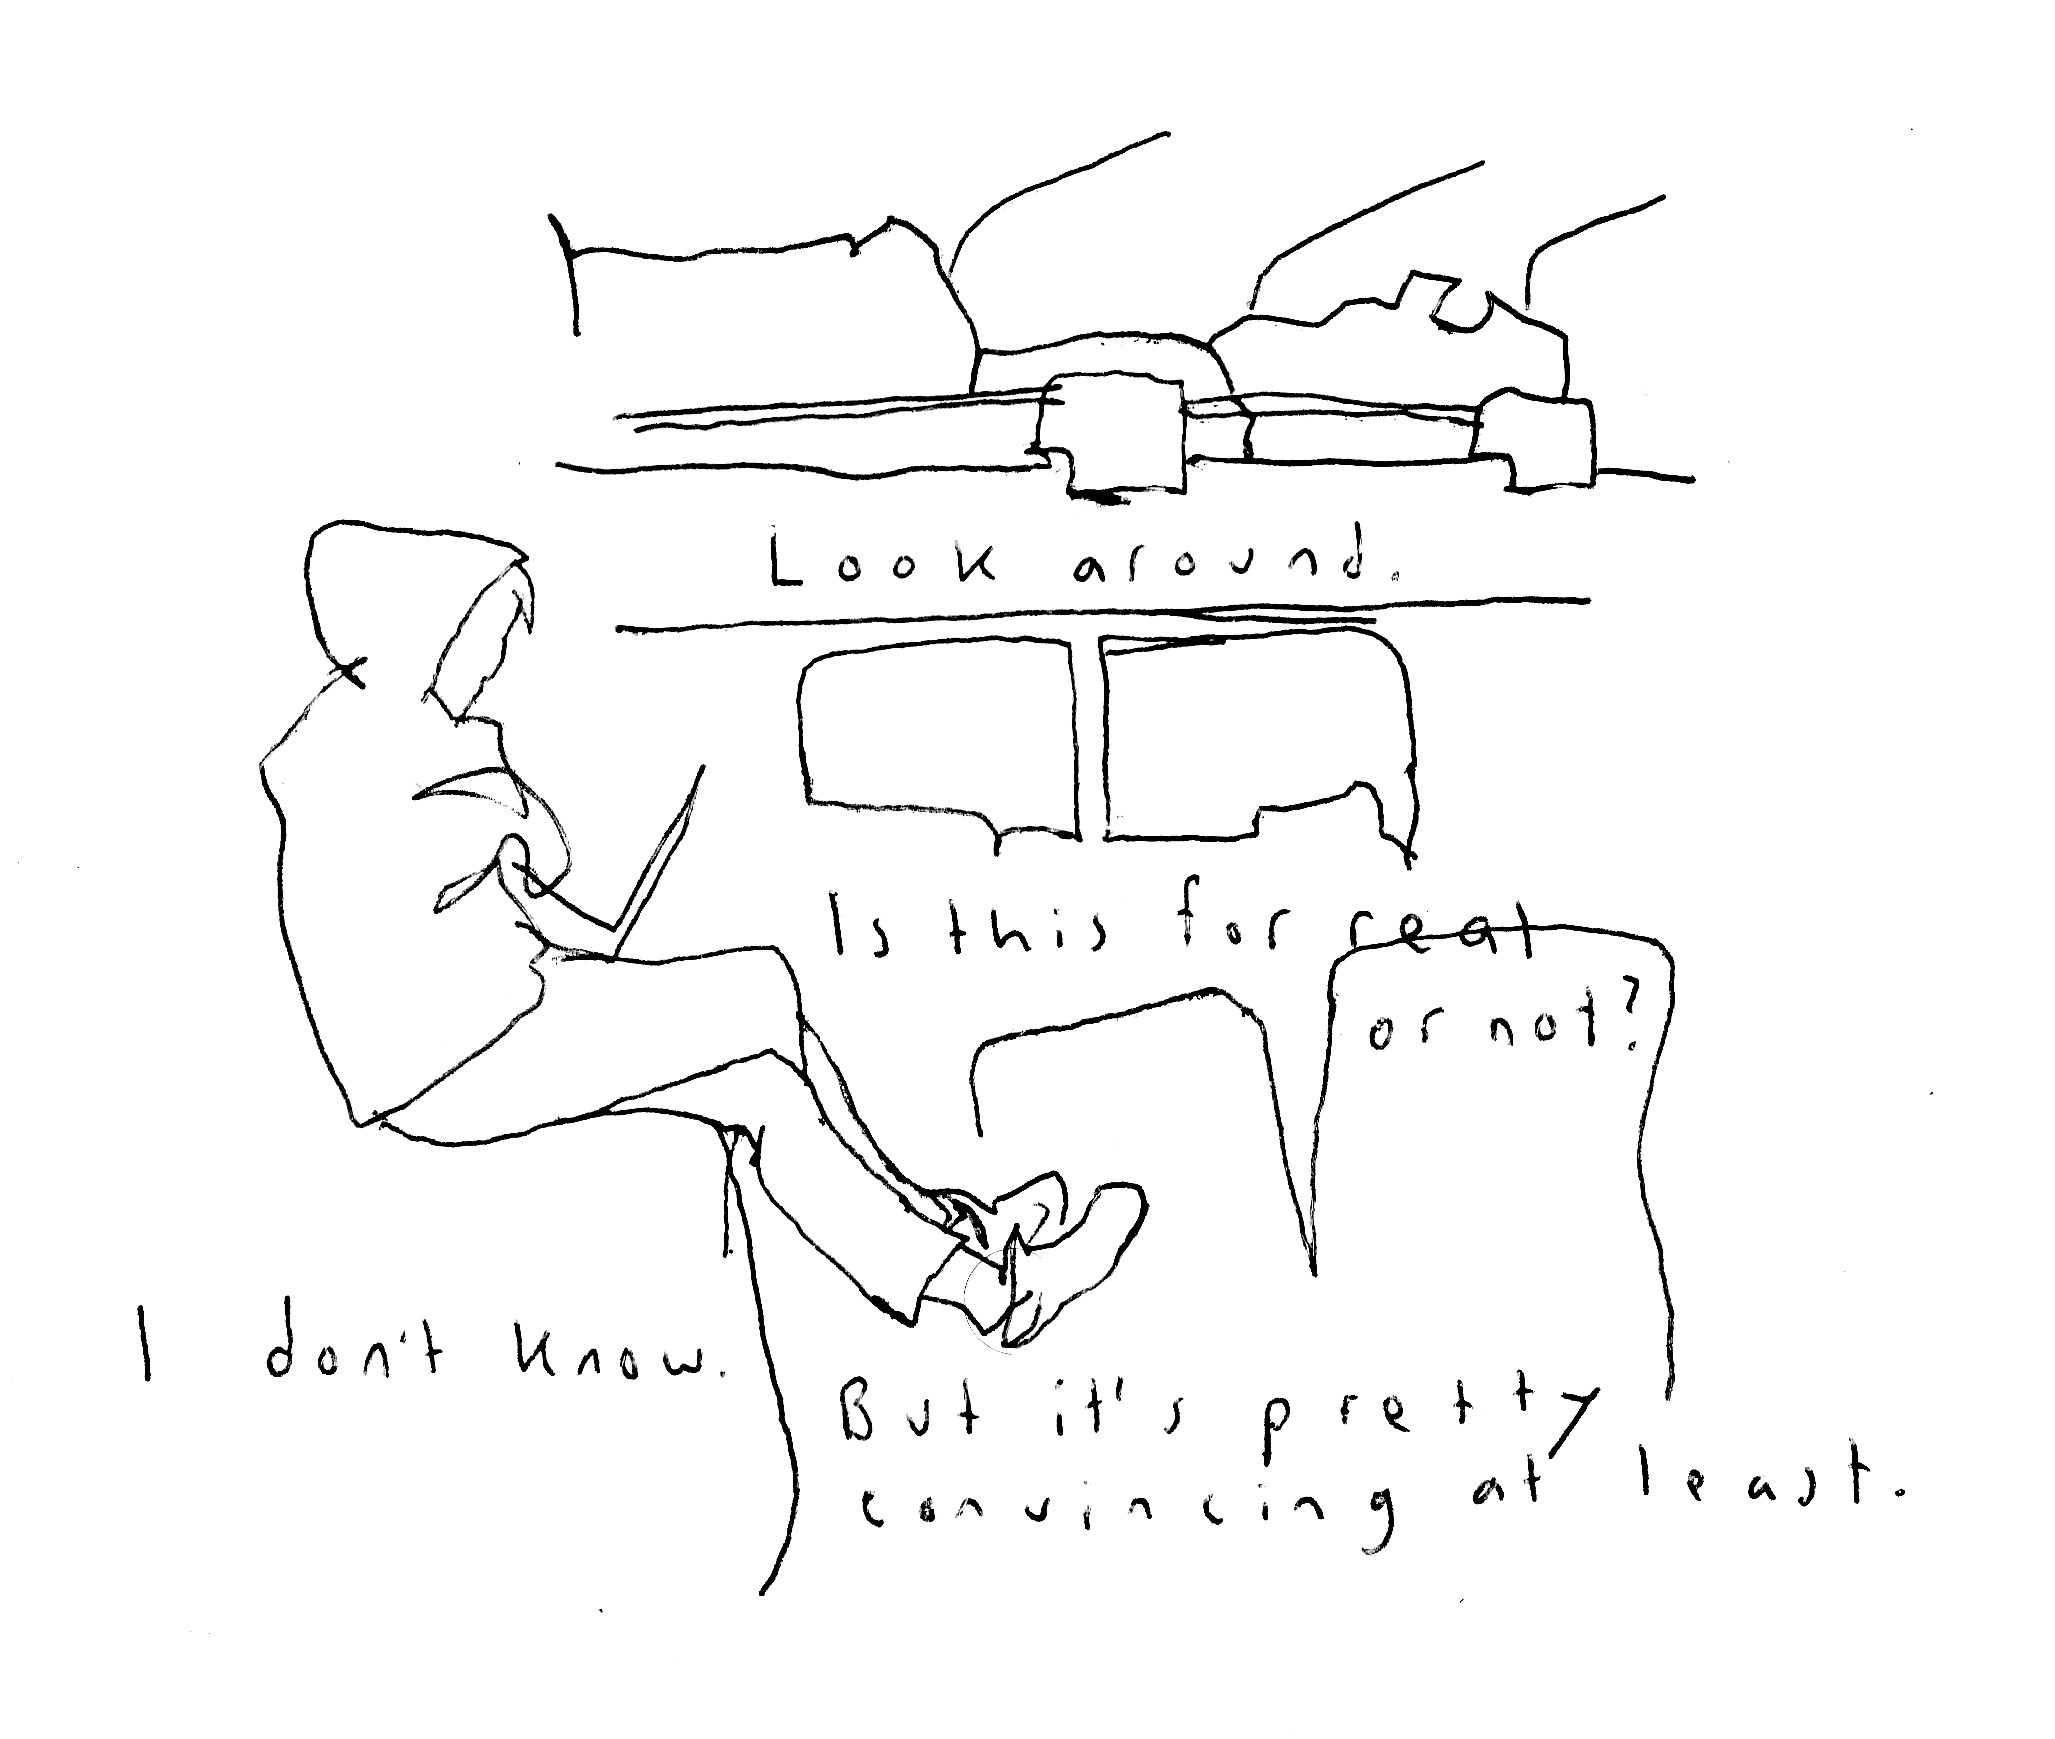 Look around.
Is this for real
or not?
I don't know.
But it's pretty
convincing at least.